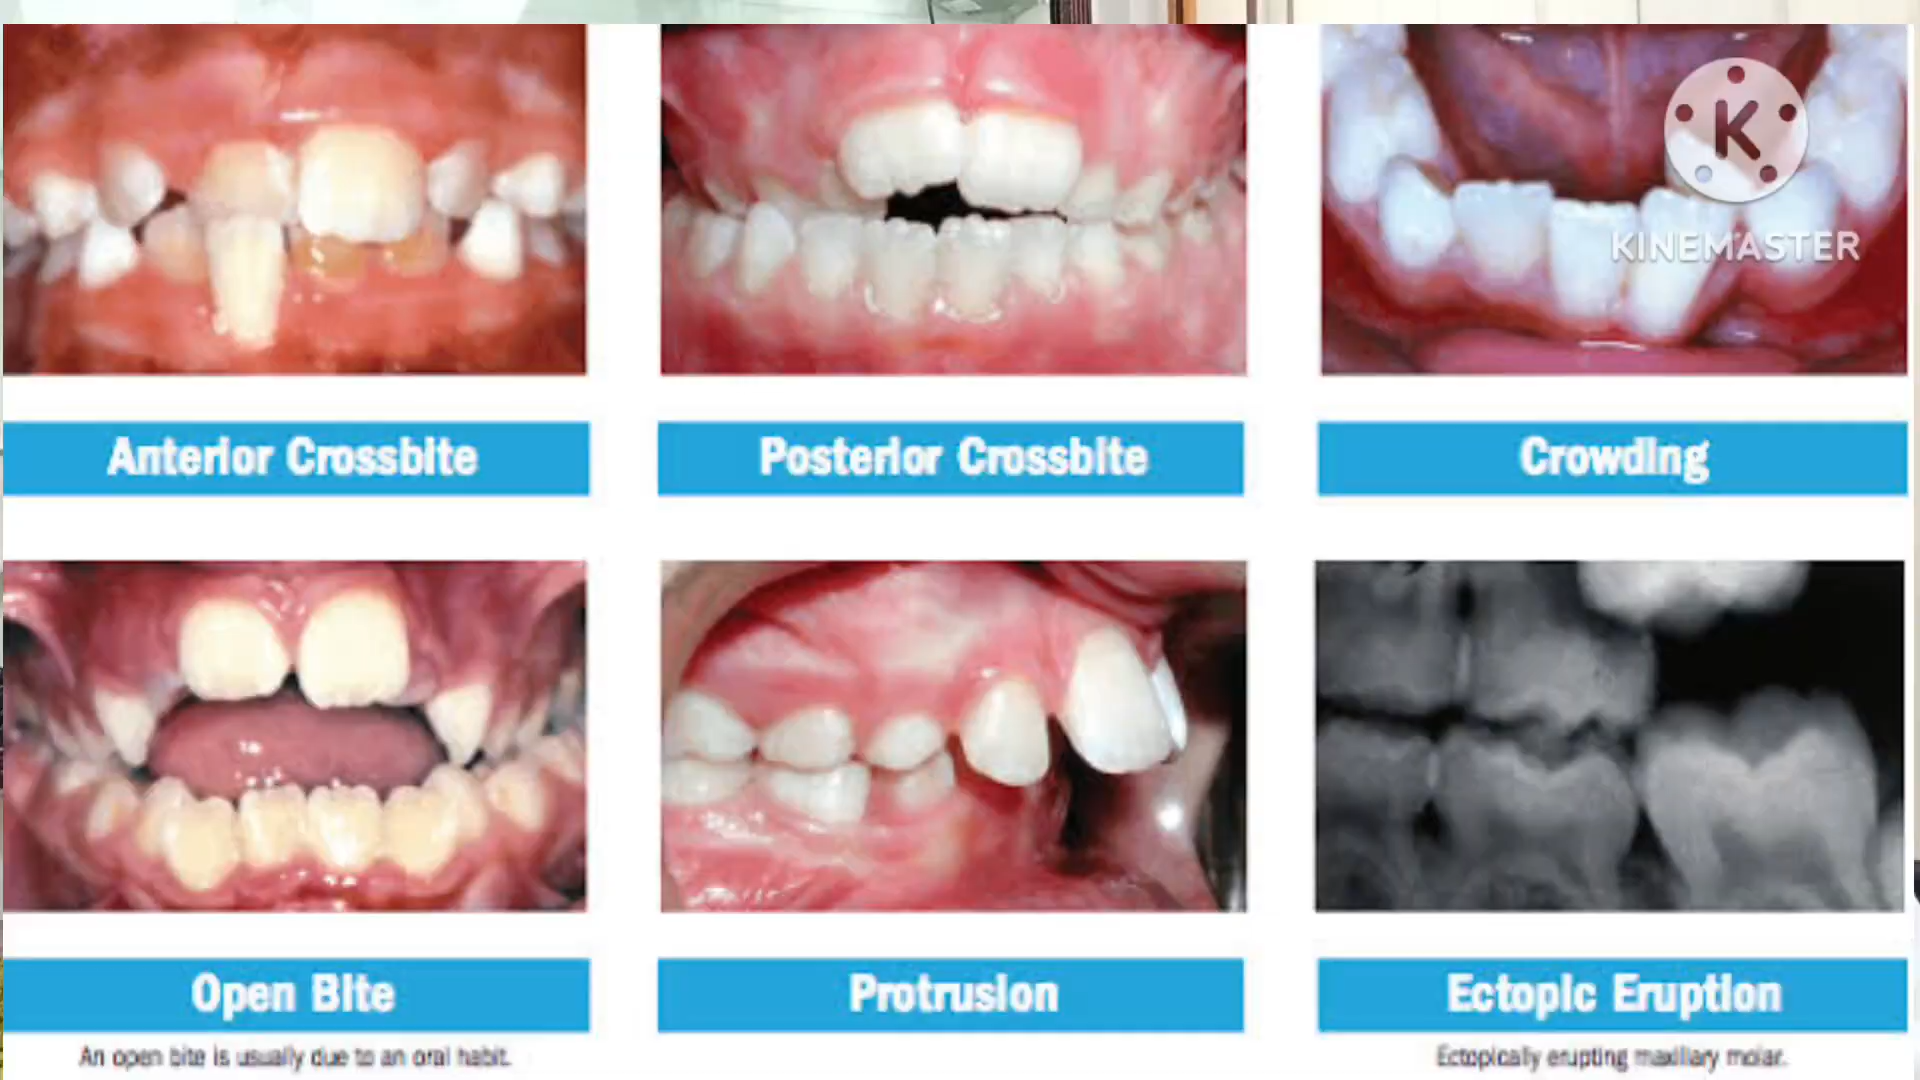 K
KINEMASTER
Anterior Crossbite
Posterior Crossbite
Crowding
Open Bite
Protrusion
Ectopic Eruption
An open bite is usually due to an oral habit.
Ectopically erupting maxillary molar.